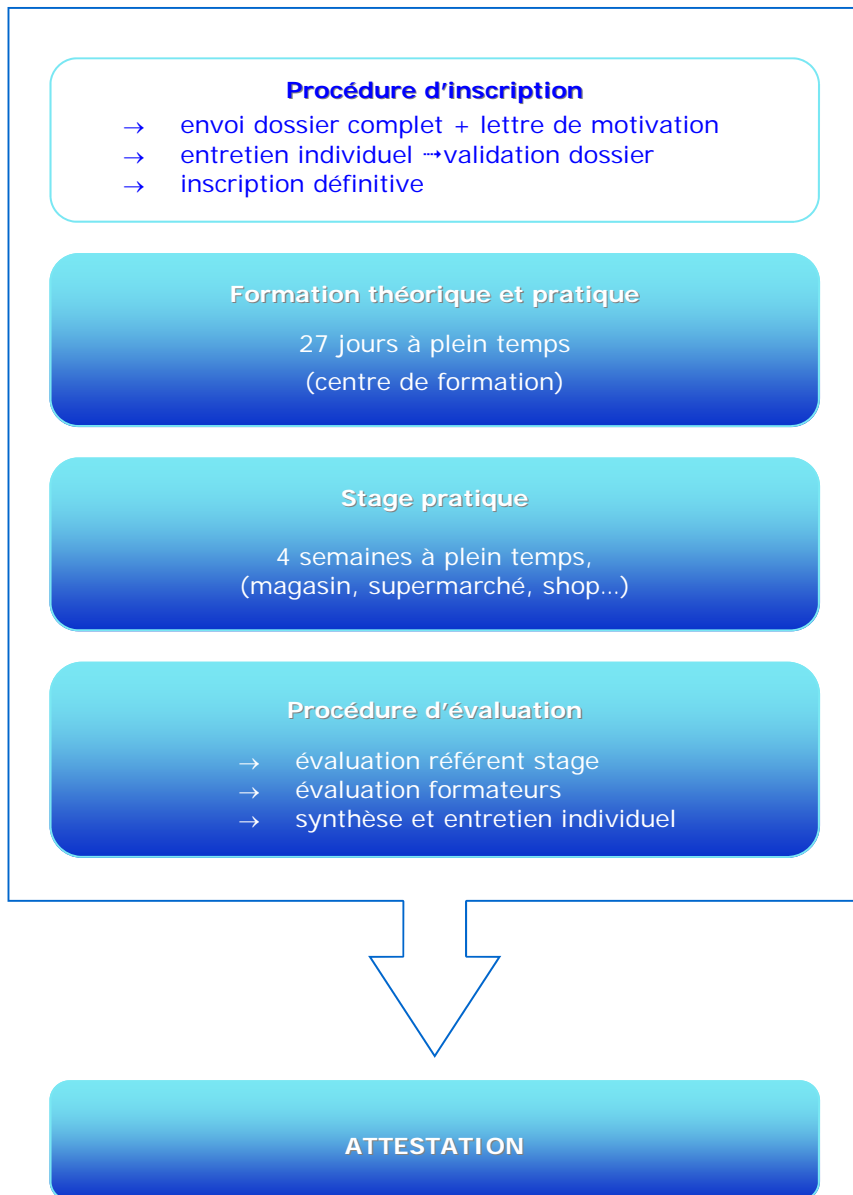 Procédure d'inscription
→ envoi dossier complet + lettre de motivation
→ entretien individuel ⤑validation dossier
→ inscription définitive
Formation théorique et pratique
27 jours à plein temps
(centre de formation)
Stage pratique
4 semaines à plein temps,
(magasin, supermarché, shop…)
Procédure d'évaluation
→ évaluation référent stage
→ évaluation formateurs
→ synthèse et entretien individuel
ATTESTATION